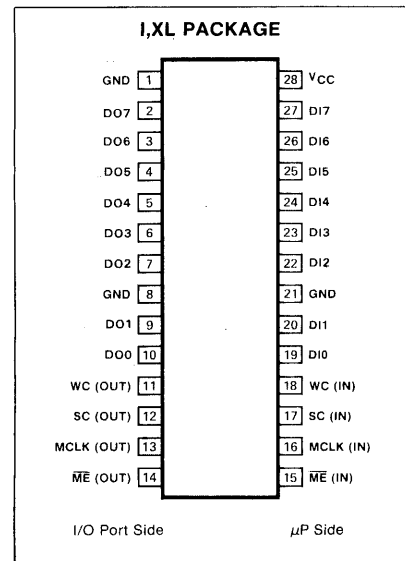 I,XL PACKAGE
GND 1 28 VCC
DO7 2 27 DI7
DO6 3 26 DI6
DO5 4 25 DI5
DO4 5 24 DI4
DO3 6 23 DI3
DO2 7 22 DI2
GND 8 21 GND
DO1 9 20 DI1
DO0 10 19 DI0
WC (OUT) 11 18 WC (IN)
SC (OUT) 12 17 SC (IN)
MCLK (OUT) 13 16 MCLK (IN)
M̅E̅ (OUT) 14 15 M̅E̅ (IN)
I/O Port Side μP Side